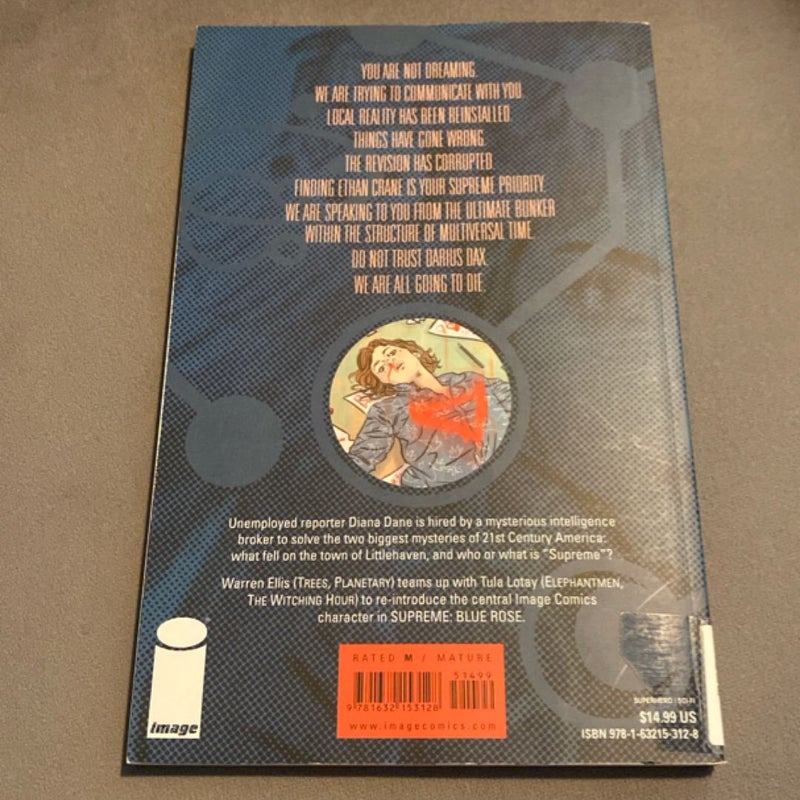 YOU ARE NOT DREAMING.
WE ARE TRYING TO COMMUNICATE WITH YOU.
LOCAL REALITY HAS BEEN REINSTALLED.
THINGS HAVE GONE WRONG.
THE REVISION HAS CORRUPTED.
FINDING ETHAN CRANE IS YOUR SUPREME PRIORITY.
WE ARE SPEAKING TO YOU FROM THE ULTIMATE BUNKER
WITHIN THE STRUCTURE OF MULTIVERSAL TIME.
DO NOT TRUST DARIUS DAX.
WE ARE ALL GOING TO DIE.
Unemployed reporter Diana Dane is hired by a mysterious intelligence
broker to solve the two biggest mysteries of 21st Century America:
what fell on the town of Littlehaven, and who or what is "Supreme"?
Warren Ellis (TREES, PLANETARY) teams up with Tula Lotay (ELEPHANTMEN,
THE WITCHING HOUR) to re-introduce the central Image Comics
character in SUPREME: BLUE ROSE.
RATED M / MATURE
51499
9781632153128
www.imagecomics.com
image
SUPERHERO / SCI-FI
$14.99 US
ISBN 978-1-63215-312-8